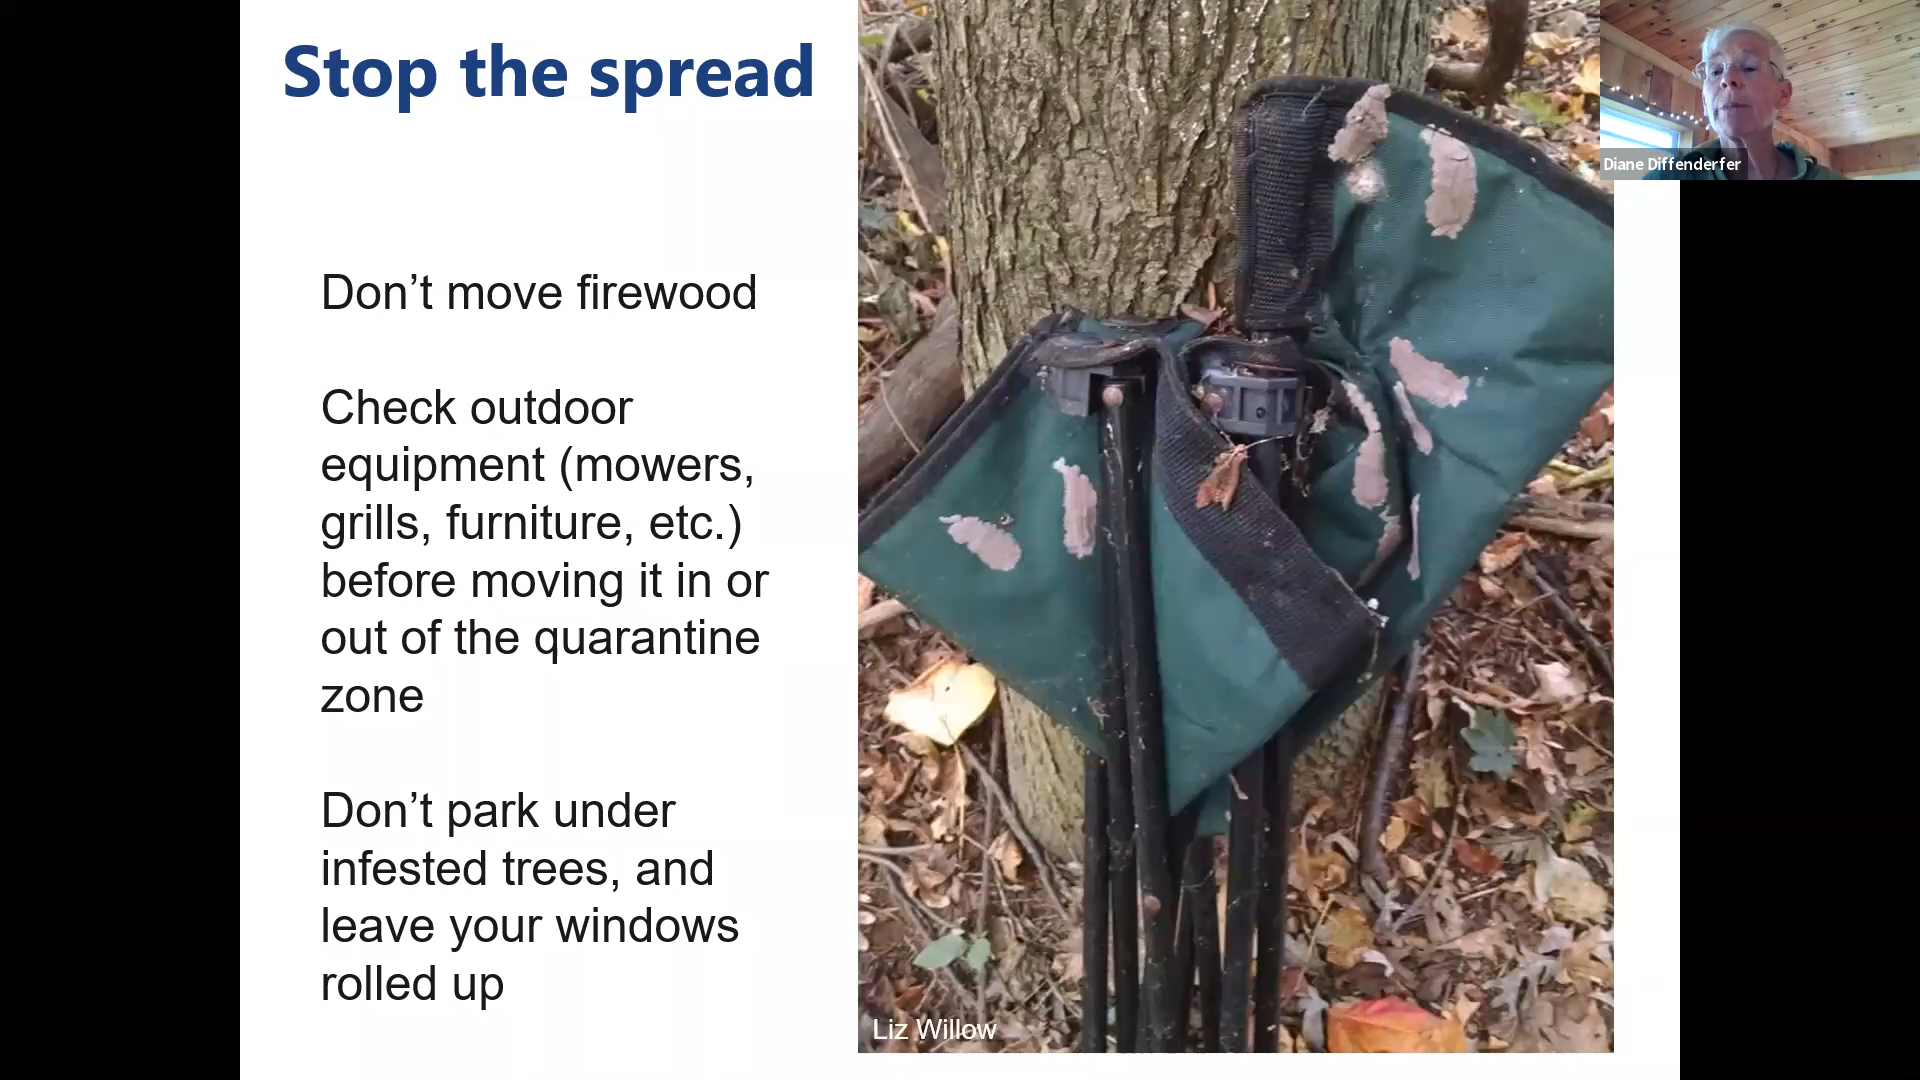 Stop the spread
Don’t move firewood
Check outdoor
equipment (mowers,
grills, furniture, etc.)
before moving it in or
out of the quarantine
zone
Don’t park under
infested trees, and
leave your windows
rolled up
Liz Willow
Diane Diffenderfer